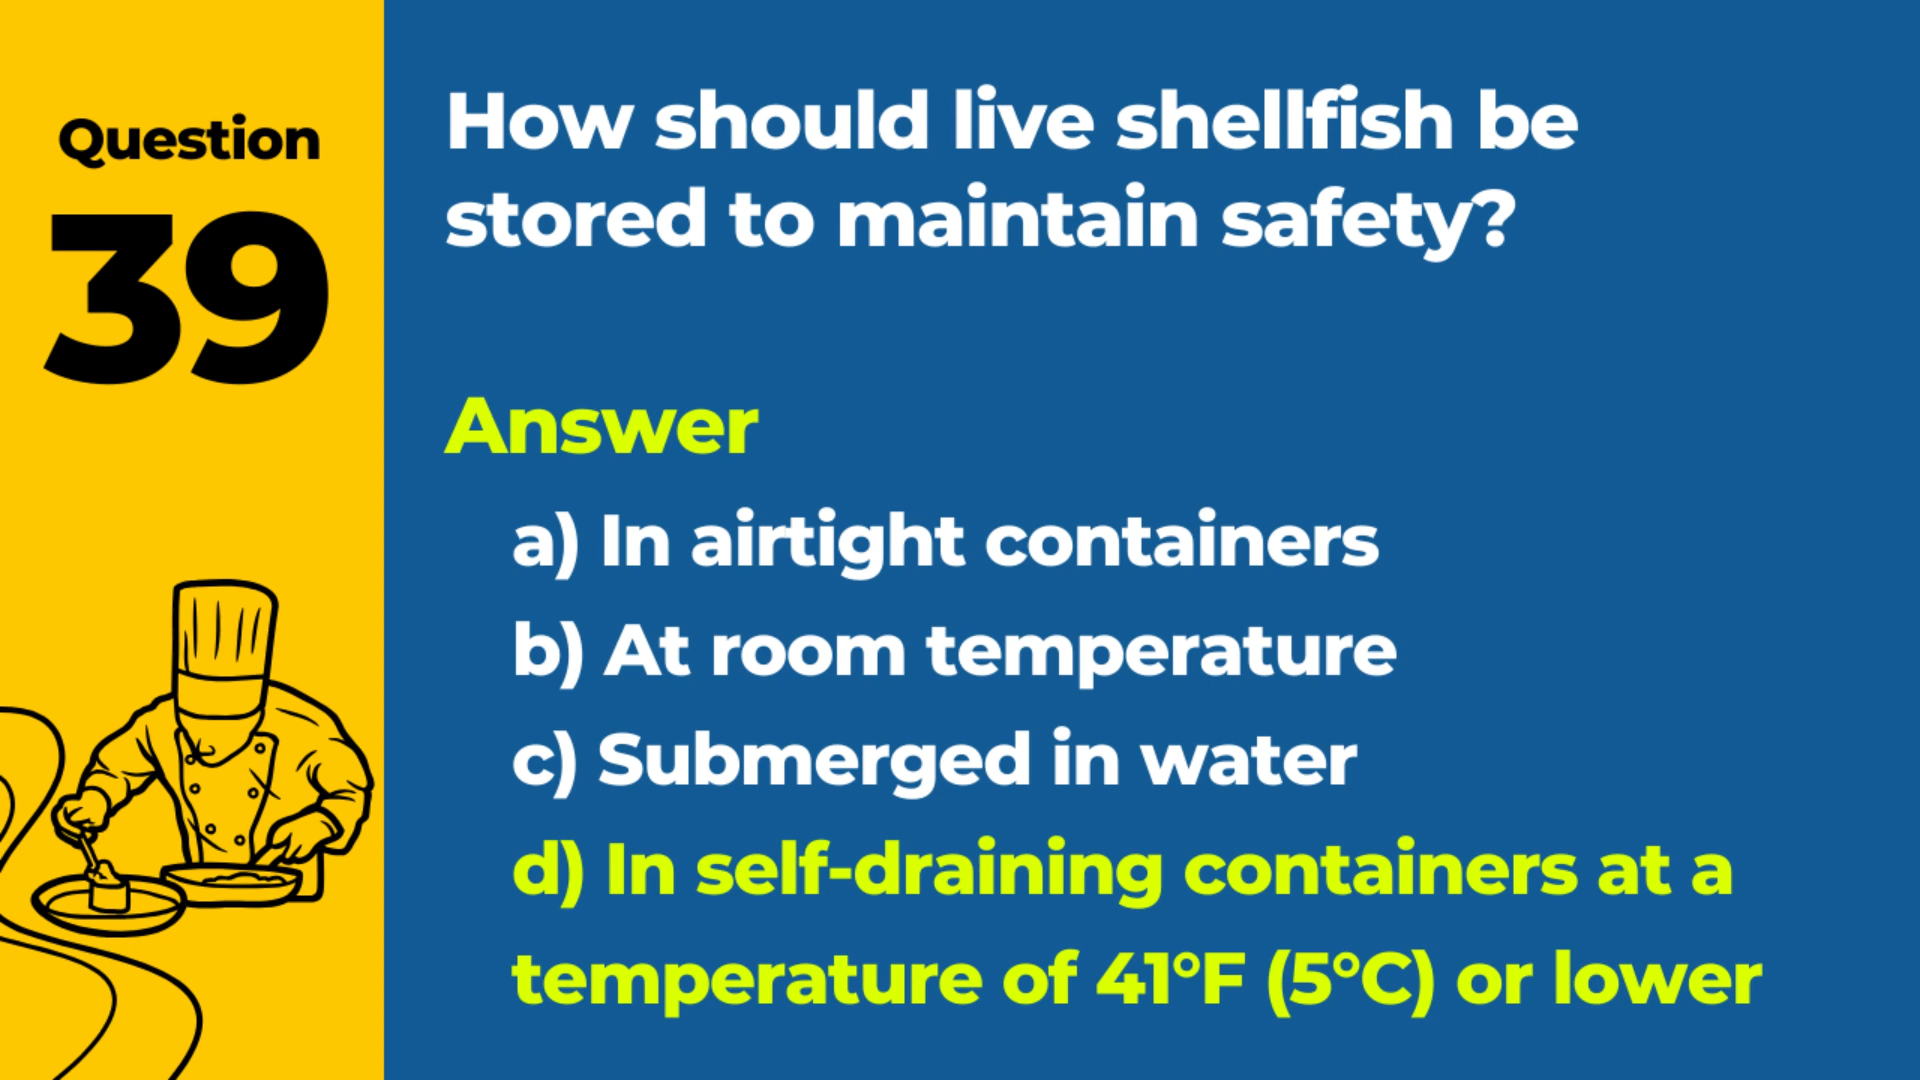 Question
39
How should live shellfish be
stored to maintain safety?
Answer
a) In airtight containers
b) At room temperature
c) Submerged in water
d) In self-draining containers at a
temperature of 41°F (5°C) or lower